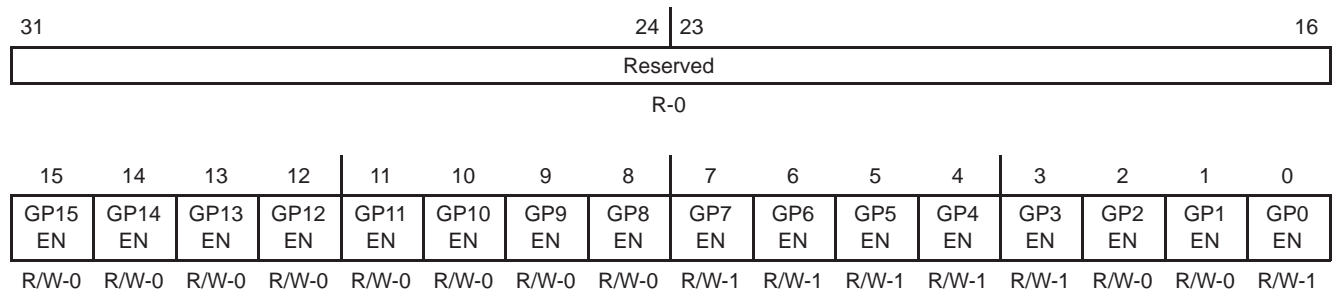 31 24 23 16
Reserved
R-0
15 14 13 12 11 10 9 8 7 6 5 4 3 2 1 0
GP15 GP14 GP13 GP12 GP11 GP10 GP9 GP8 GP7 GP6 GP5 GP4 GP3 GP2 GP1 GP0
EN EN EN EN EN EN EN EN EN EN EN EN EN EN EN EN
R/W-0 R/W-0 R/W-0 R/W-0 R/W-0 R/W-0 R/W-0 R/W-0 R/W-1 R/W-1 R/W-1 R/W-1 R/W-1 R/W-0 R/W-0 R/W-1